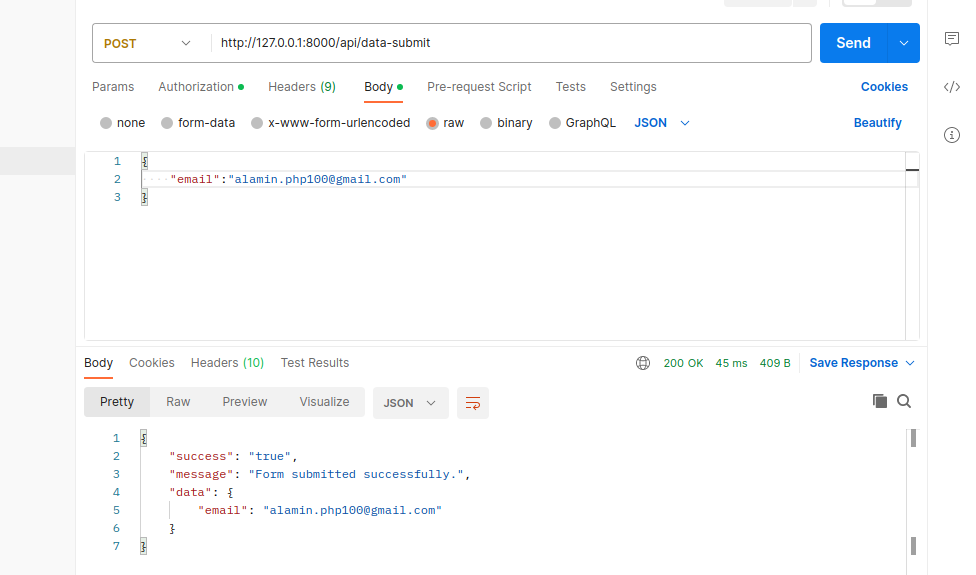 POST http://127.0.0.1:8000/api/data-submit Send
Params Authorization Headers (9) Body Pre-request Script Tests Settings Cookies
none form-data x-www-form-urlencoded raw binary GraphQL JSON Beautify
1 {
2 ····"email":"alamin.php100@gmail.com"
3 }
Body Cookies Headers (10) Test Results 200 OK 45 ms 409 B Save Response
Pretty Raw Preview Visualize JSON
1 {
2 "success": "true",
3 "message": "Form submitted successfully.",
4 "data": {
5 "email": "alamin.php100@gmail.com"
6 }
7 }